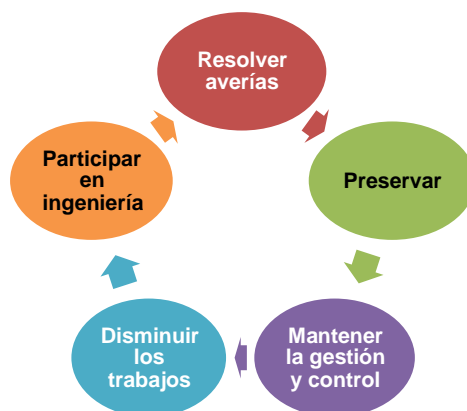 Resolver
averías
Preservar
Mantener
la gestión
y control
Disminuir
los
trabajos
Participar
en
ingeniería